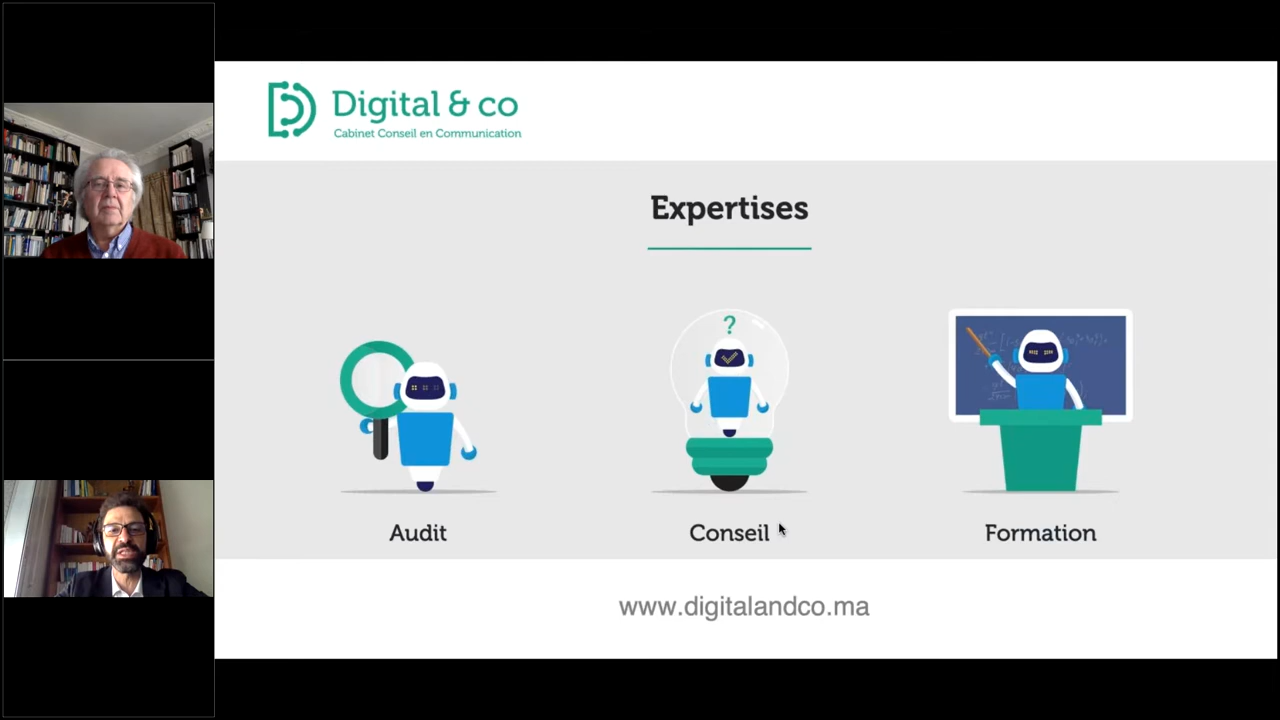 Digital & co
Cabinet Conseil en Communication
Expertises
?
Audit
Conseil
Formation
www.digitalandco.ma